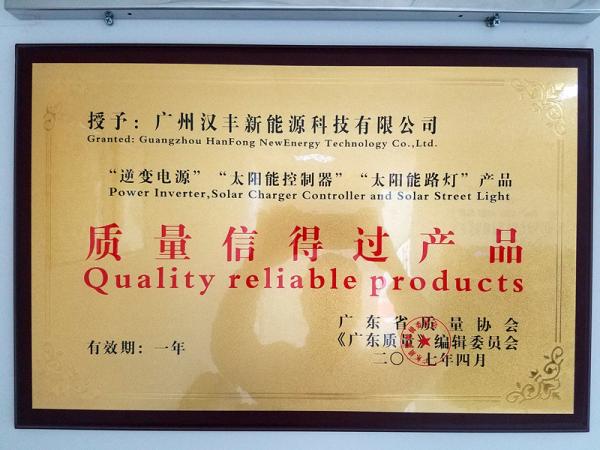 授予：广州汉丰新能源科技有限公司
Granted: Guangzhou HanFong NewEnergy Technology Co.,Ltd.
“逆变电源”“太阳能控制器”“太阳能路灯”产品
Power Inverter,Solar Charger Controller and Solar Street Light
质量信得过产品
Quality reliable products
广东省质量协会
《广东质量》编辑委员会
有效期：一年
二〇一七年四月